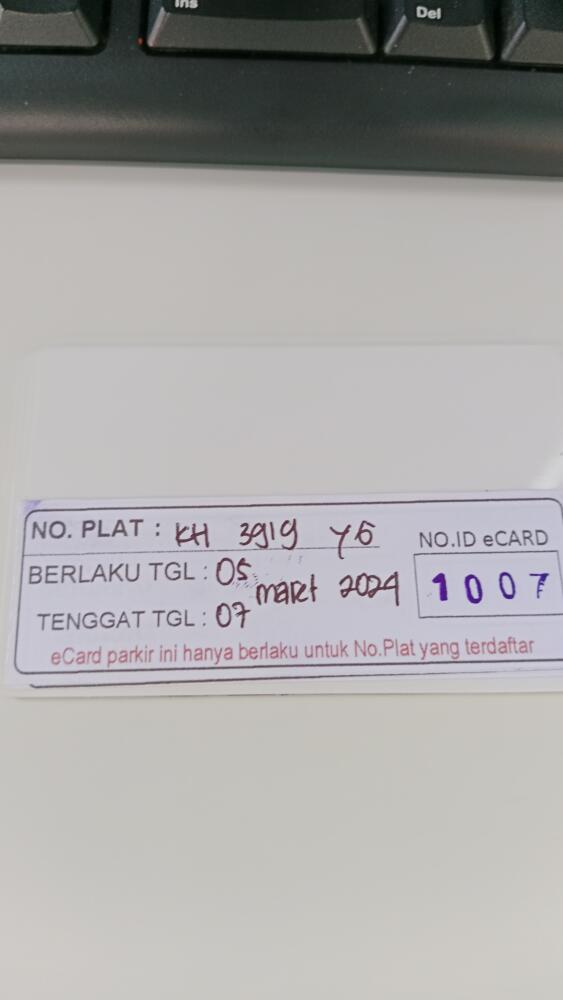 Ins
Del
NO. PLAT : KH 3919 YG
NO.ID eCARD
BERLAKU TGL : 05
maret 2024
1007
TENGGAT TGL : 07
eCard parkir ini hanya berlaku untuk No.Plat yang terdaftar